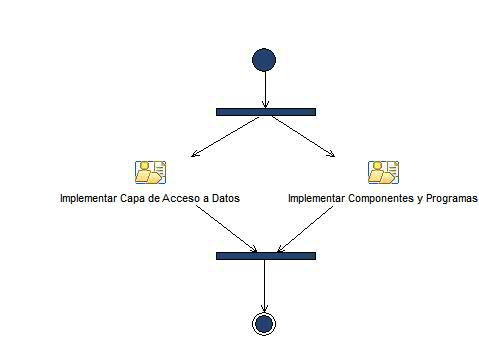 Implementar Capa de Acceso a Datos
Implementar Componentes y Programas